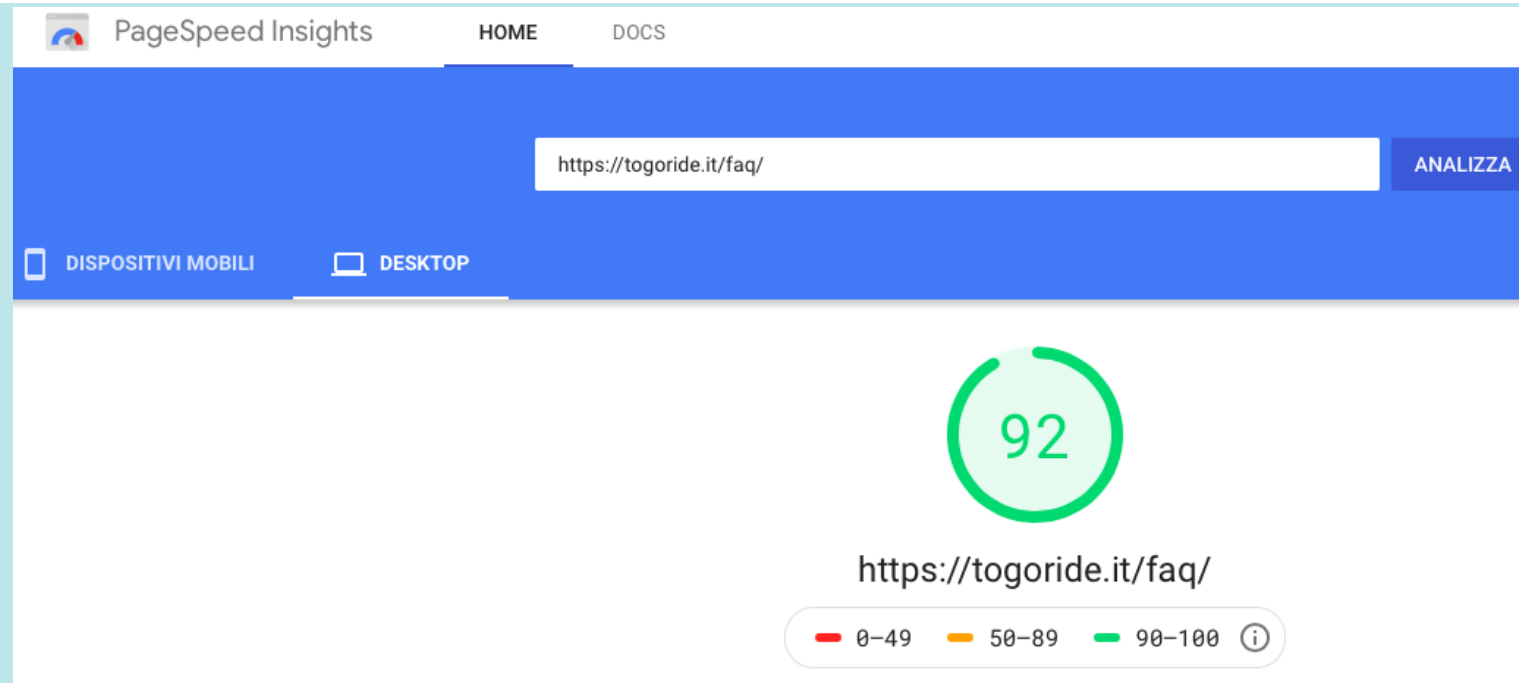 PageSpeed Insights HOME DOCS
https://togoride.it/faq/ ANALIZZA
DISPOSITIVI MOBILI DESKTOP
92
https://togoride.it/faq/
0–49 50–89 90–100